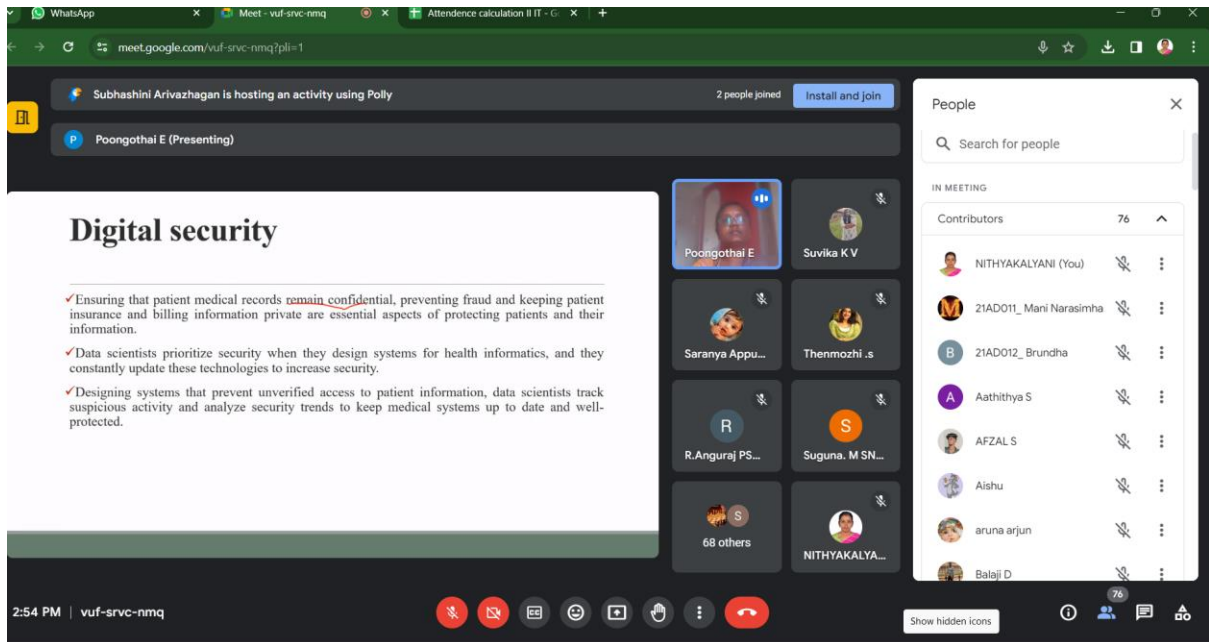 WhatsApp
Meet - vuf-srvc-nmq
Attendence calculation II IT - G
meet.google.com/vuf-srvc-nmq?pli=1
Subhashini Arivazhagan is hosting an activity using Polly
2 people joined
Install and join
Poongothai E (Presenting)
Digital security
✓Ensuring that patient medical records remain confidential, preventing fraud and keeping patient
insurance and billing information private are essential aspects of protecting patients and their
information.
✓Data scientists prioritize security when they design systems for health informatics, and they
constantly update these technologies to increase security.
✓Designing systems that prevent unverified access to patient information, data scientists track
suspicious activity and analyze security trends to keep medical systems up to date and well-
protected.
Poongothai E
Suvika K V
Saranya Appu...
Thenmozhi .s
R
S
R.Anguraj PS...
Suguna. M SN...
S
68 others
NITHYAKALYA...
People
Search for people
IN MEETING
Contributors 76
NITHYAKALYANI (You)
21AD011_ Mani Narasimha
B
21AD012_ Brundha
A
Aathithya S
AFZAL S
Aishu
aruna arjun
Balaji D
2:54 PM | vuf-srvc-nmq
CC
76
Show hidden icons